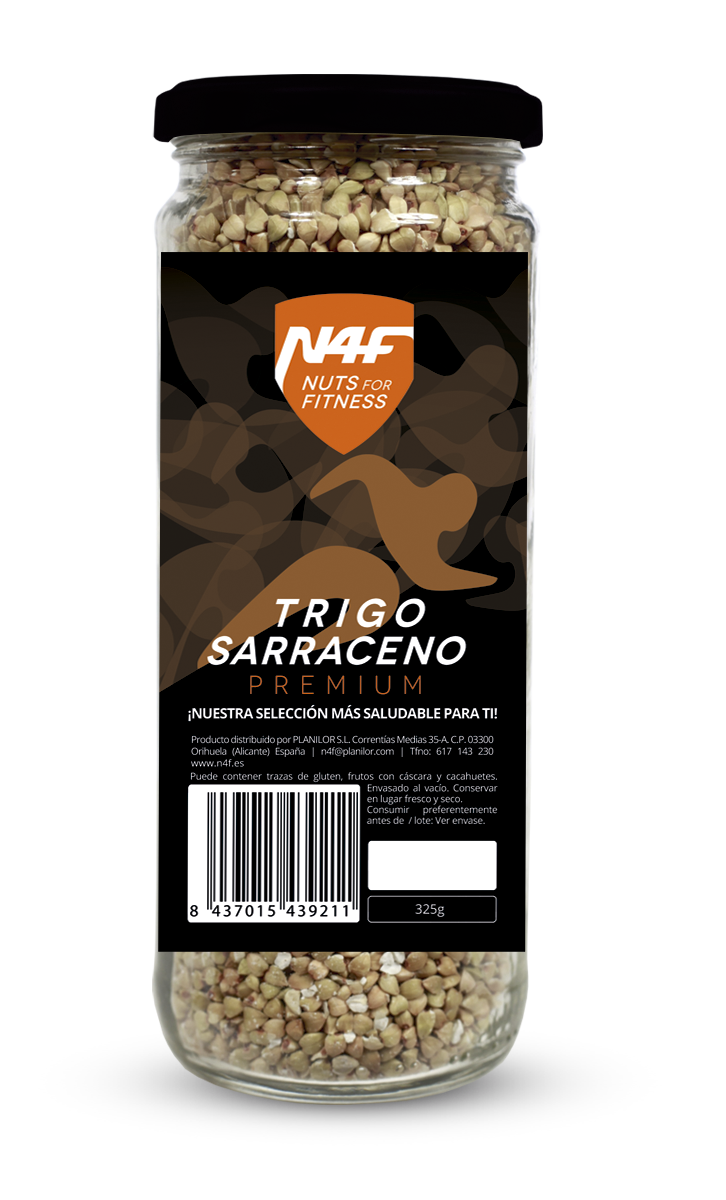 N4F
NUTS FOR
FITNESS
TRIGO
SARRACENO
PREMIUM
¡NUESTRA SELECCIÓN MÁS SALUDABLE PARA TI!
Producto distribuido por PLANILOR S.L. Correntías Medias 35-A. C.P. 03300
Orihuela (Alicante) España | n4f@planilor.com | Tfno: 617 143 230
www.n4f.es
Puede contener trazas de gluten, frutos con cáscara y cacahuetes.
Envasado al vacío. Conservar
en lugar fresco y seco.
Consumir preferentemente
antes de / lote: Ver envase.
8 437015 439211
325g